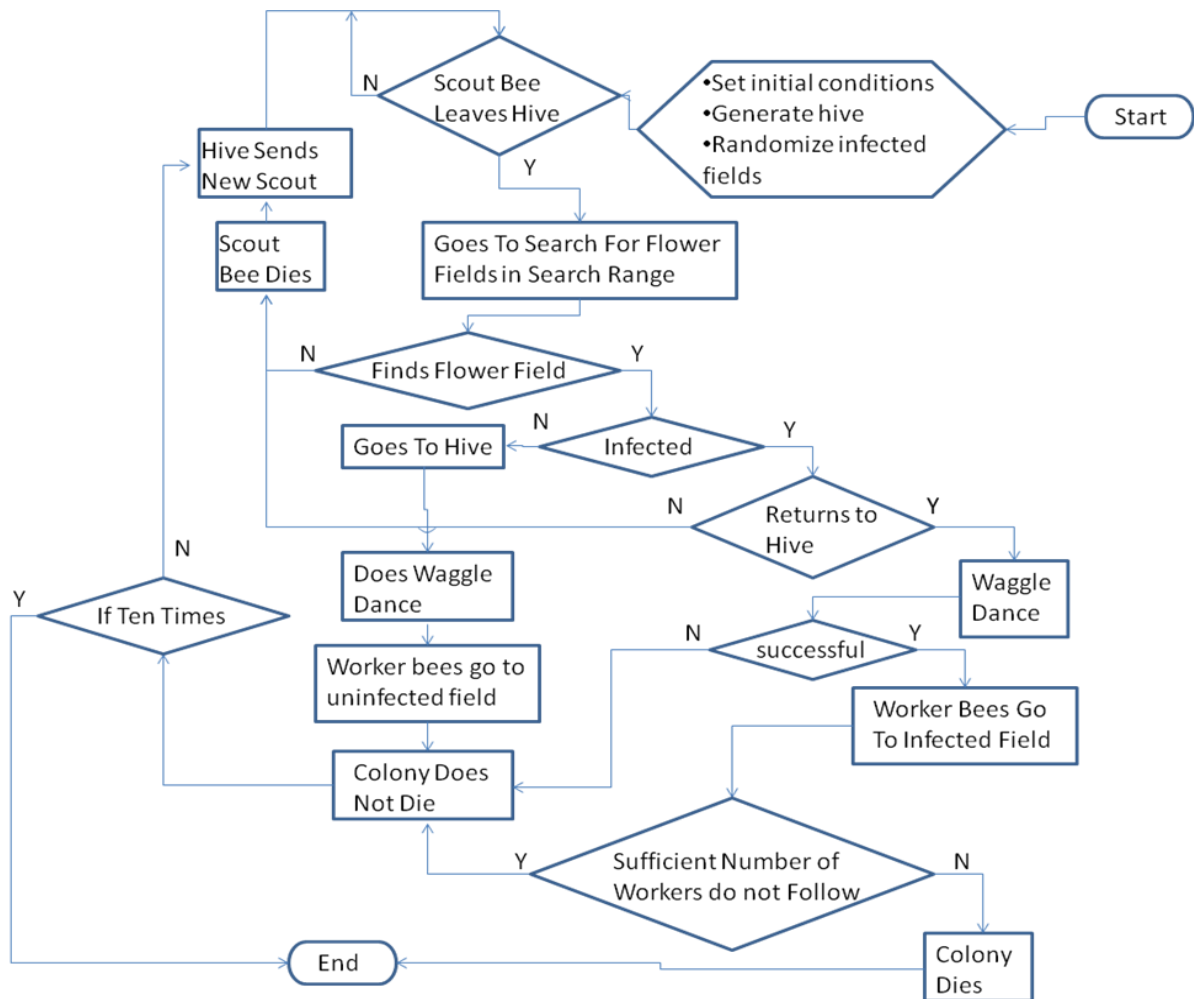 Start
•Set initial conditions
•Generate hive
•Randomize infected
fields
Scout Bee
Leaves Hive
N
Y
Hive Sends
New Scout
Scout
Bee Dies
Goes To Search For Flower
Fields in Search Range
Finds Flower Field
N
Y
Infected
N
Y
Goes To Hive
Returns to
Hive
N
Y
Does Waggle
Dance
Waggle
Dance
successful
N
Y
Worker bees go to
uninfected field
Worker Bees Go
To Infected Field
Colony Does
Not Die
If Ten Times
N
Y
Sufficient Number of
Workers do not Follow
Y
N
Colony
Dies
End